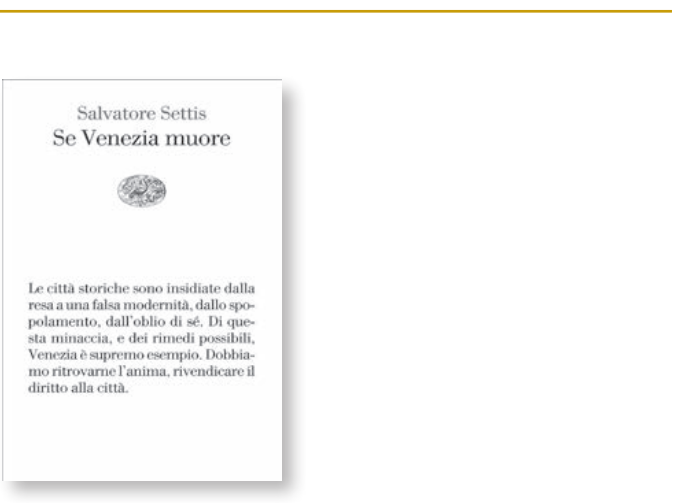 Salvatore Settis
Se Venezia muore
Le città storiche sono insidiate dalla
resa a una falsa modernità, dallo spo-
polamento, dall'oblio di sé. Di que-
sta minaccia, e dei rimedi possibili,
Venezia è supremo esempio. Dobbia-
mo ritrovarne l'anima, rivendicare il
diritto alla città.